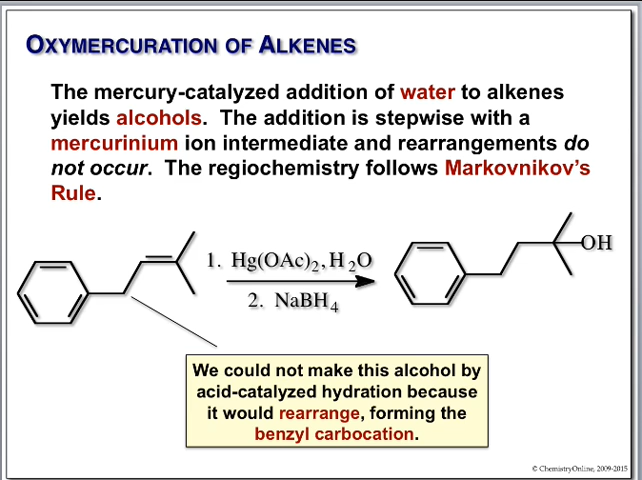 OXYMERCURATION OF ALKENES
The mercury-catalyzed addition of water to alkenes
yields alcohols. The addition is stepwise with a
mercurinium ion intermediate and rearrangements do
not occur. The regiochemistry follows Markovnikov's
Rule.
1. Hg(OAc)2, H2O
2. NaBH4
OH
We could not make this alcohol by
acid-catalyzed hydration because
it would rearrange, forming the
benzyl carbocation.
© ChemistryOnline, 2009-2015